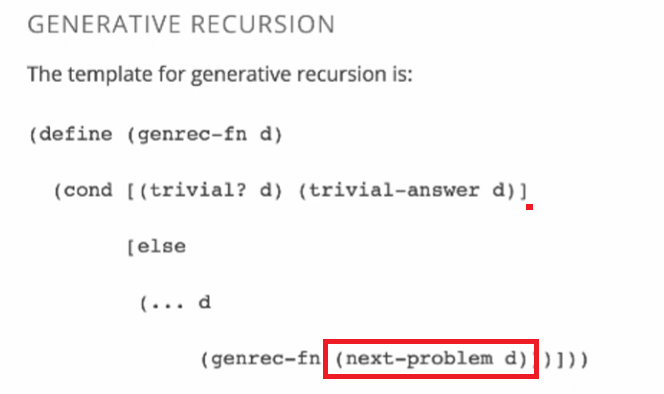 GENERATIVE RECURSION
The template for generative recursion is:
(define (genrec-fn d)
(cond [(trivial? d) (trivial-answer d)]
[else
(... d
(genrec-fn (next-problem d)))]))